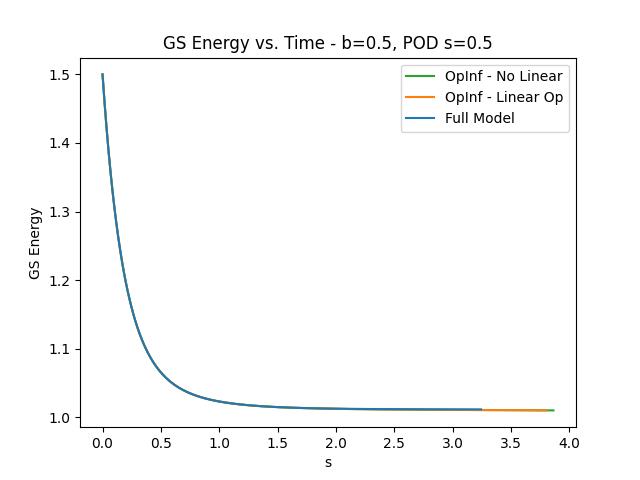 GS Energy vs. Time - b=0.5, POD s=0.5
OpInf - No Linear
OpInf - Linear Op
Full Model
1.5
1.4
1.3
1.2
1.1
1.0
GS Energy
0.0 0.5 1.0 1.5 2.0 2.5 3.0 3.5 4.0
s